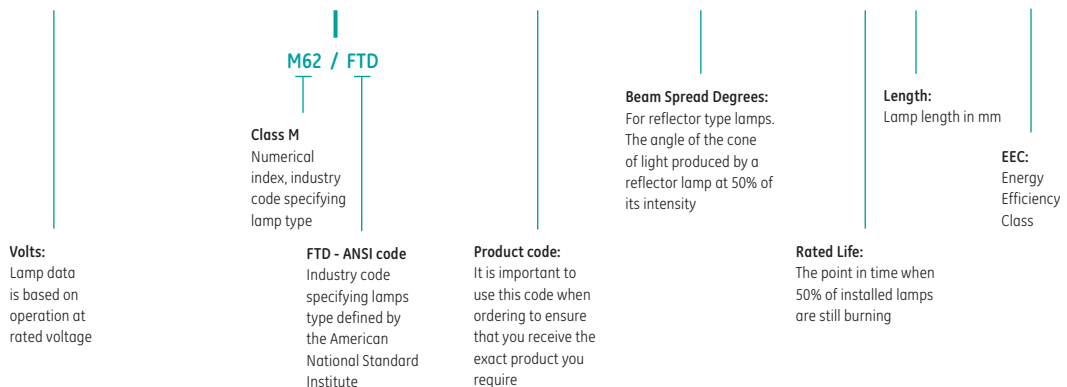 M62 / FTD
Class M
Numerical
index, industry
code specifying
lamp type
Beam Spread Degrees:
For reflector type lamps.
The angle of the cone
of light produced by a
reflector lamp at 50% of
its intensity
Length:
Lamp length in mm
EEC:
Energy
Efficiency
Class
Volts:
Lamp data
is based on
operation at
rated voltage
FTD - ANSI code
Industry code
specifying lamps
type defined by
the American
National Standard
Institute
Product code:
It is important to
use this code when
ordering to ensure
that you receive the
exact product you
require
Rated Life:
The point in time when
50% of installed lamps
are still burning